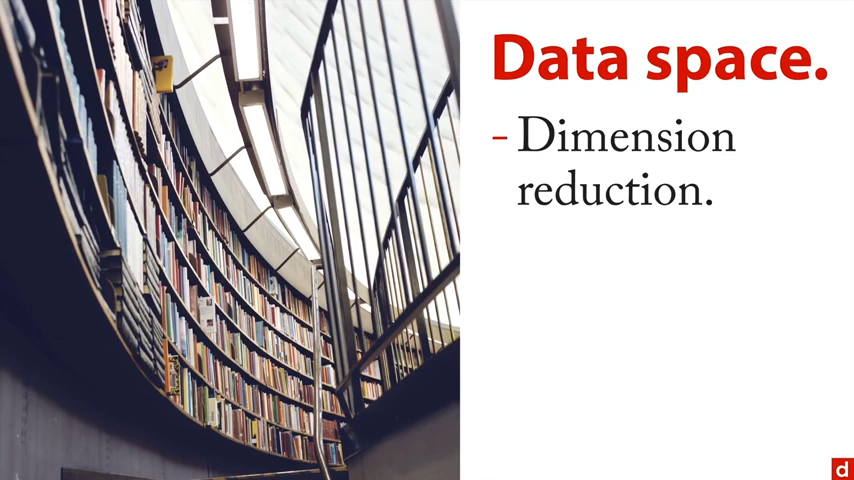 Data space.
- Dimension
reduction.
d